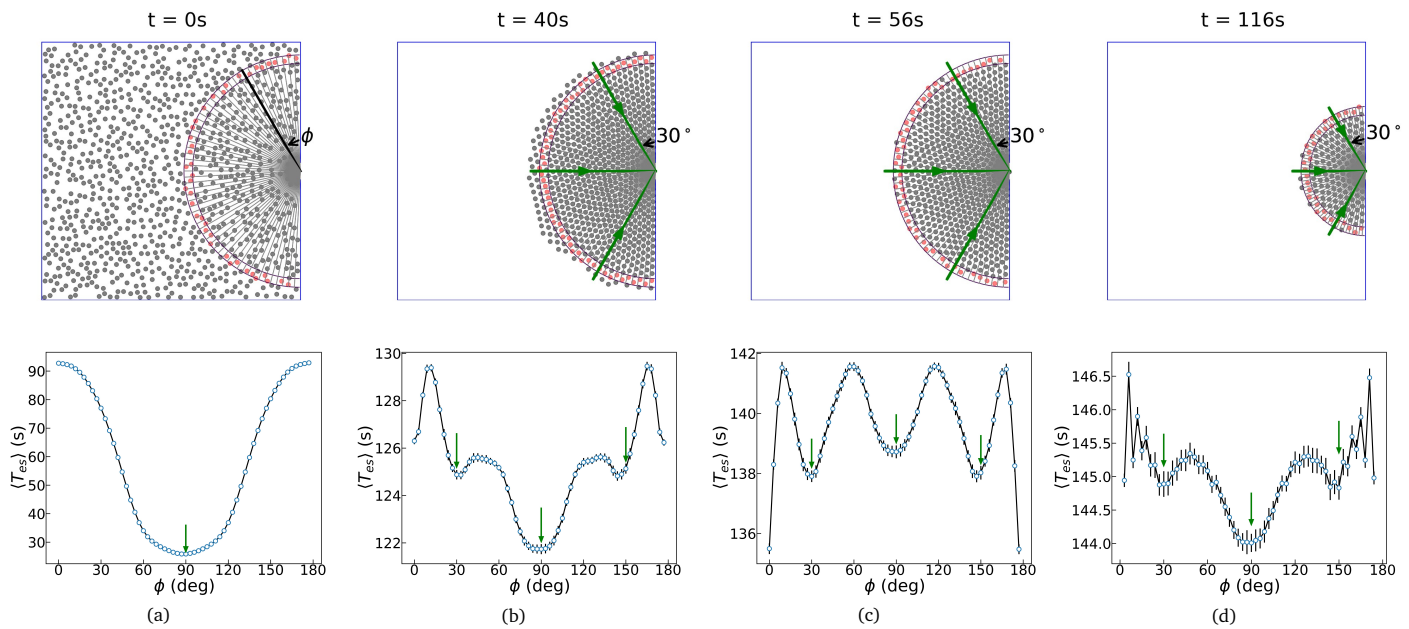 t = 0s
t = 40s
t = 56s
t = 116s
ϕ
30°
30°
30°
⟨T_es⟩ (s)
90
80
70
60
50
40
30
0 30 60 90 120 150 180
ϕ (deg)
(a)
⟨T_es⟩ (s)
130
128
126
124
122
0 30 60 90 120 150 180
ϕ (deg)
(b)
⟨T_es⟩ (s)
142
140
138
136
0 30 60 90 120 150 180
ϕ (deg)
(c)
⟨T_es⟩ (s)
146.5
146.0
145.5
145.0
144.5
144.0
0 30 60 90 120 150 180
ϕ (deg)
(d)